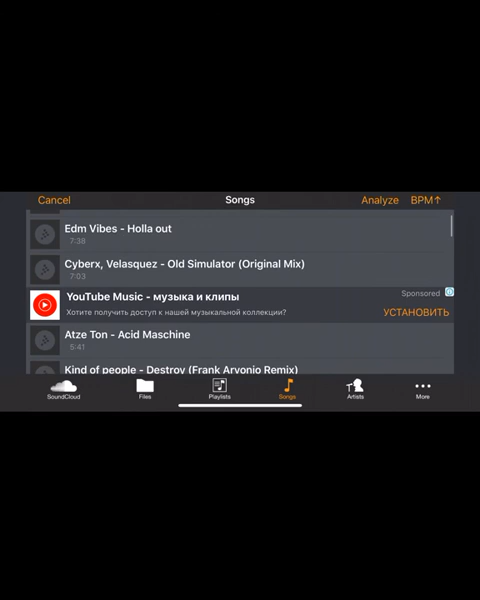 Cancel
Songs
Analyze
BPM↑
Edm Vibes - Holla out
7:38
Cyberx, Velasquez - Old Simulator (Original Mix)
7:03
YouTube Music - музыка и клипы
Sponsored
Хотите получить доступ к нашей музыкальной коллекции?
УСТАНОВИТЬ
Atze Ton - Acid Maschine
5:41
Kind of people - Destroy (Frank Arvonio Remix)
SoundCloud
Files
Playlists
Songs
Artists
More